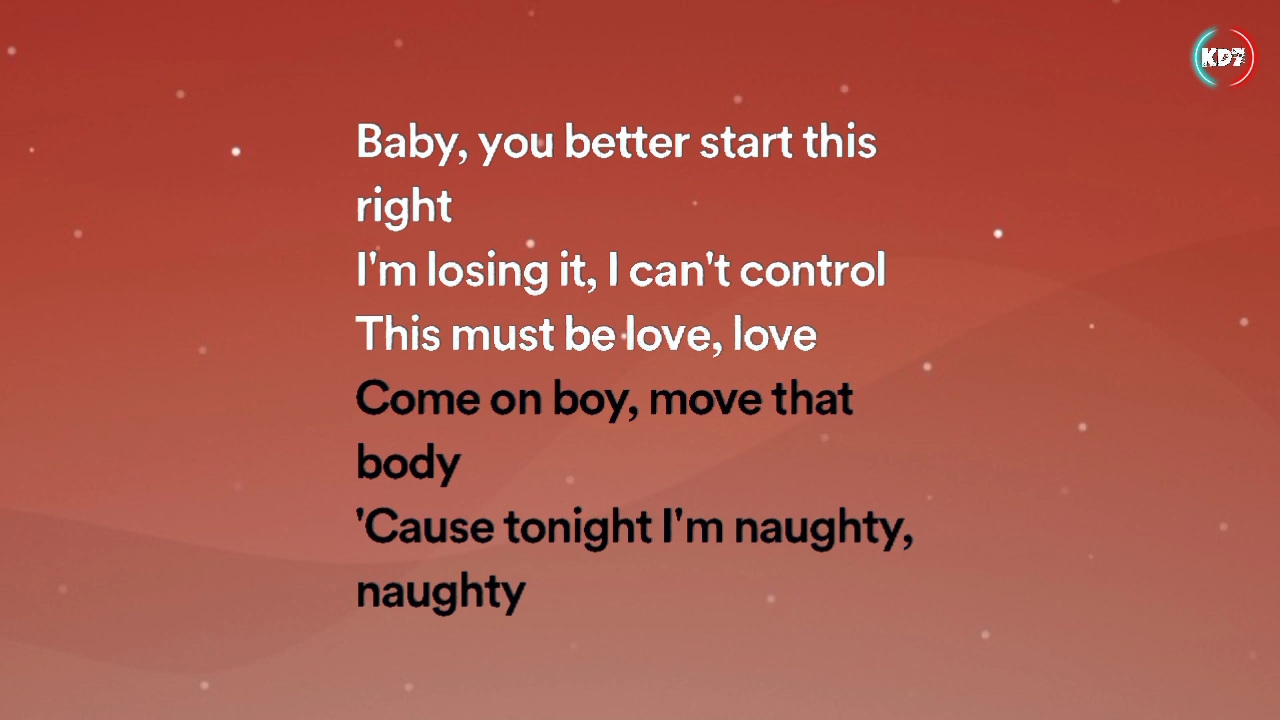 KD7
Baby, you better start this
right
I'm losing it, I can't control
This must be love, love
Come on boy, move that
body
'Cause tonight I'm naughty,
naughty